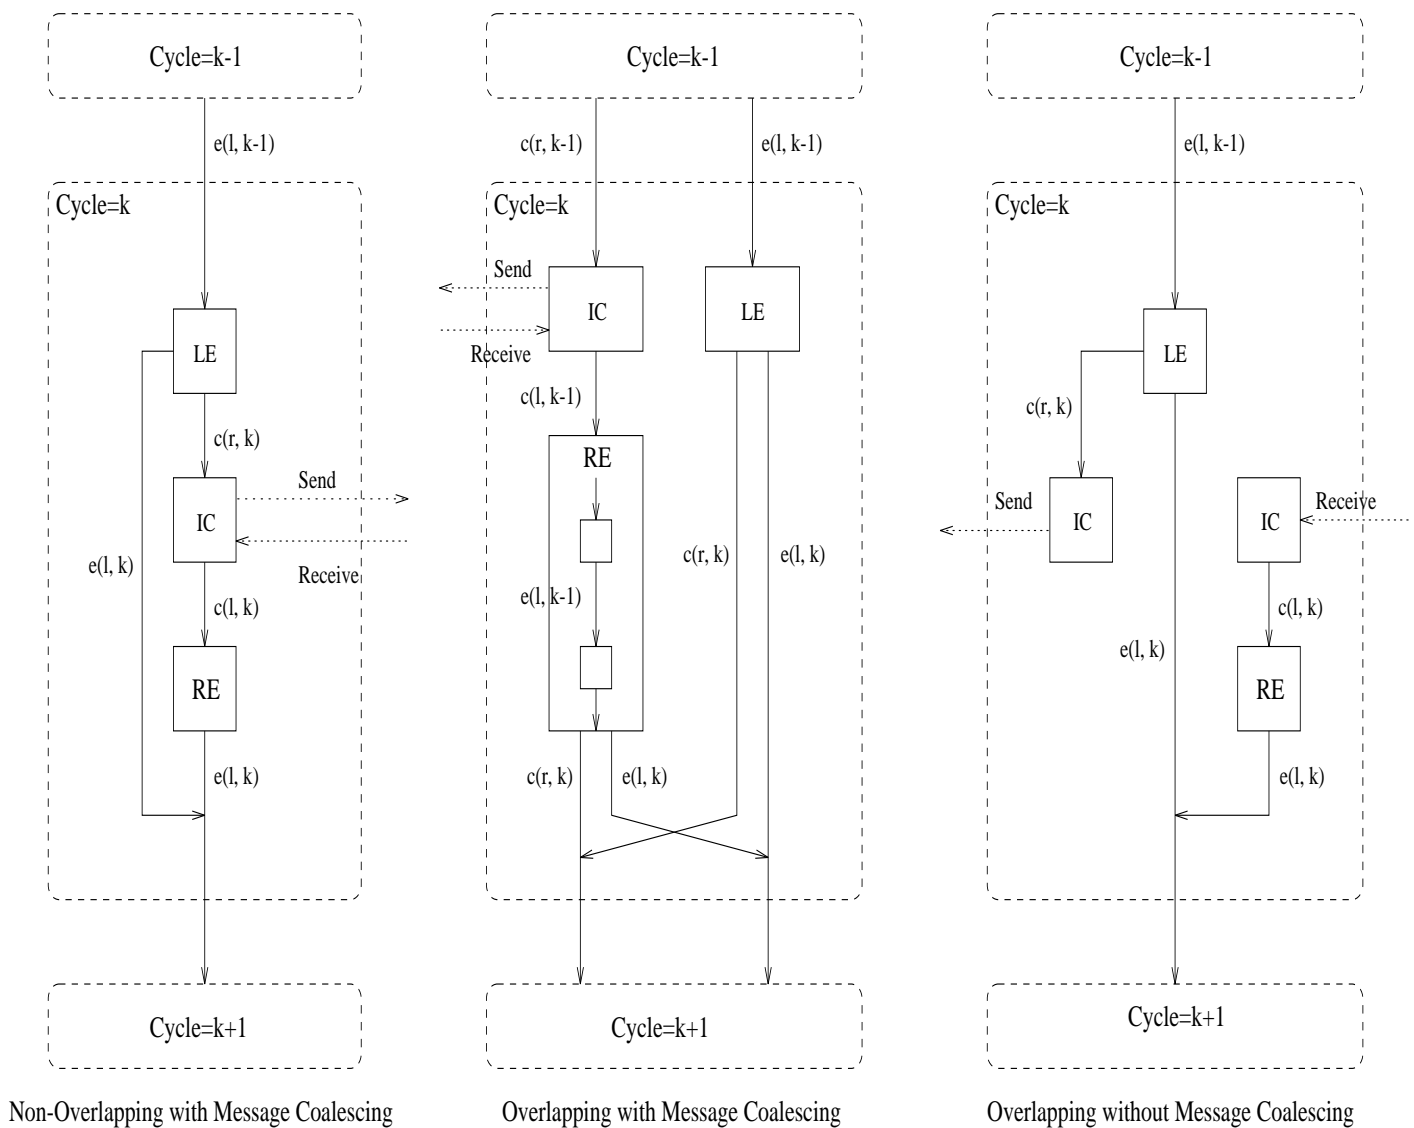 Cycle=k-1
e(l, k-1)
Cycle=k
LE
c(r, k)
Send
IC
e(l, k)
Receive
c(l, k)
RE
e(l, k)
Cycle=k+1
Non-Overlapping with Message Coalescing
Cycle=k-1
c(r, k-1)
e(l, k-1)
Cycle=k
Send
IC
LE
Receive
c(l, k-1)
RE
c(r, k)
e(l, k)
e(l, k-1)
c(r, k)
e(l, k)
Cycle=k+1
Overlapping with Message Coalescing
Cycle=k-1
e(l, k-1)
Cycle=k
LE
c(r, k)
Send
IC
IC
Receive
c(l, k)
e(l, k)
RE
e(l, k)
Cycle=k+1
Overlapping without Message Coalescing